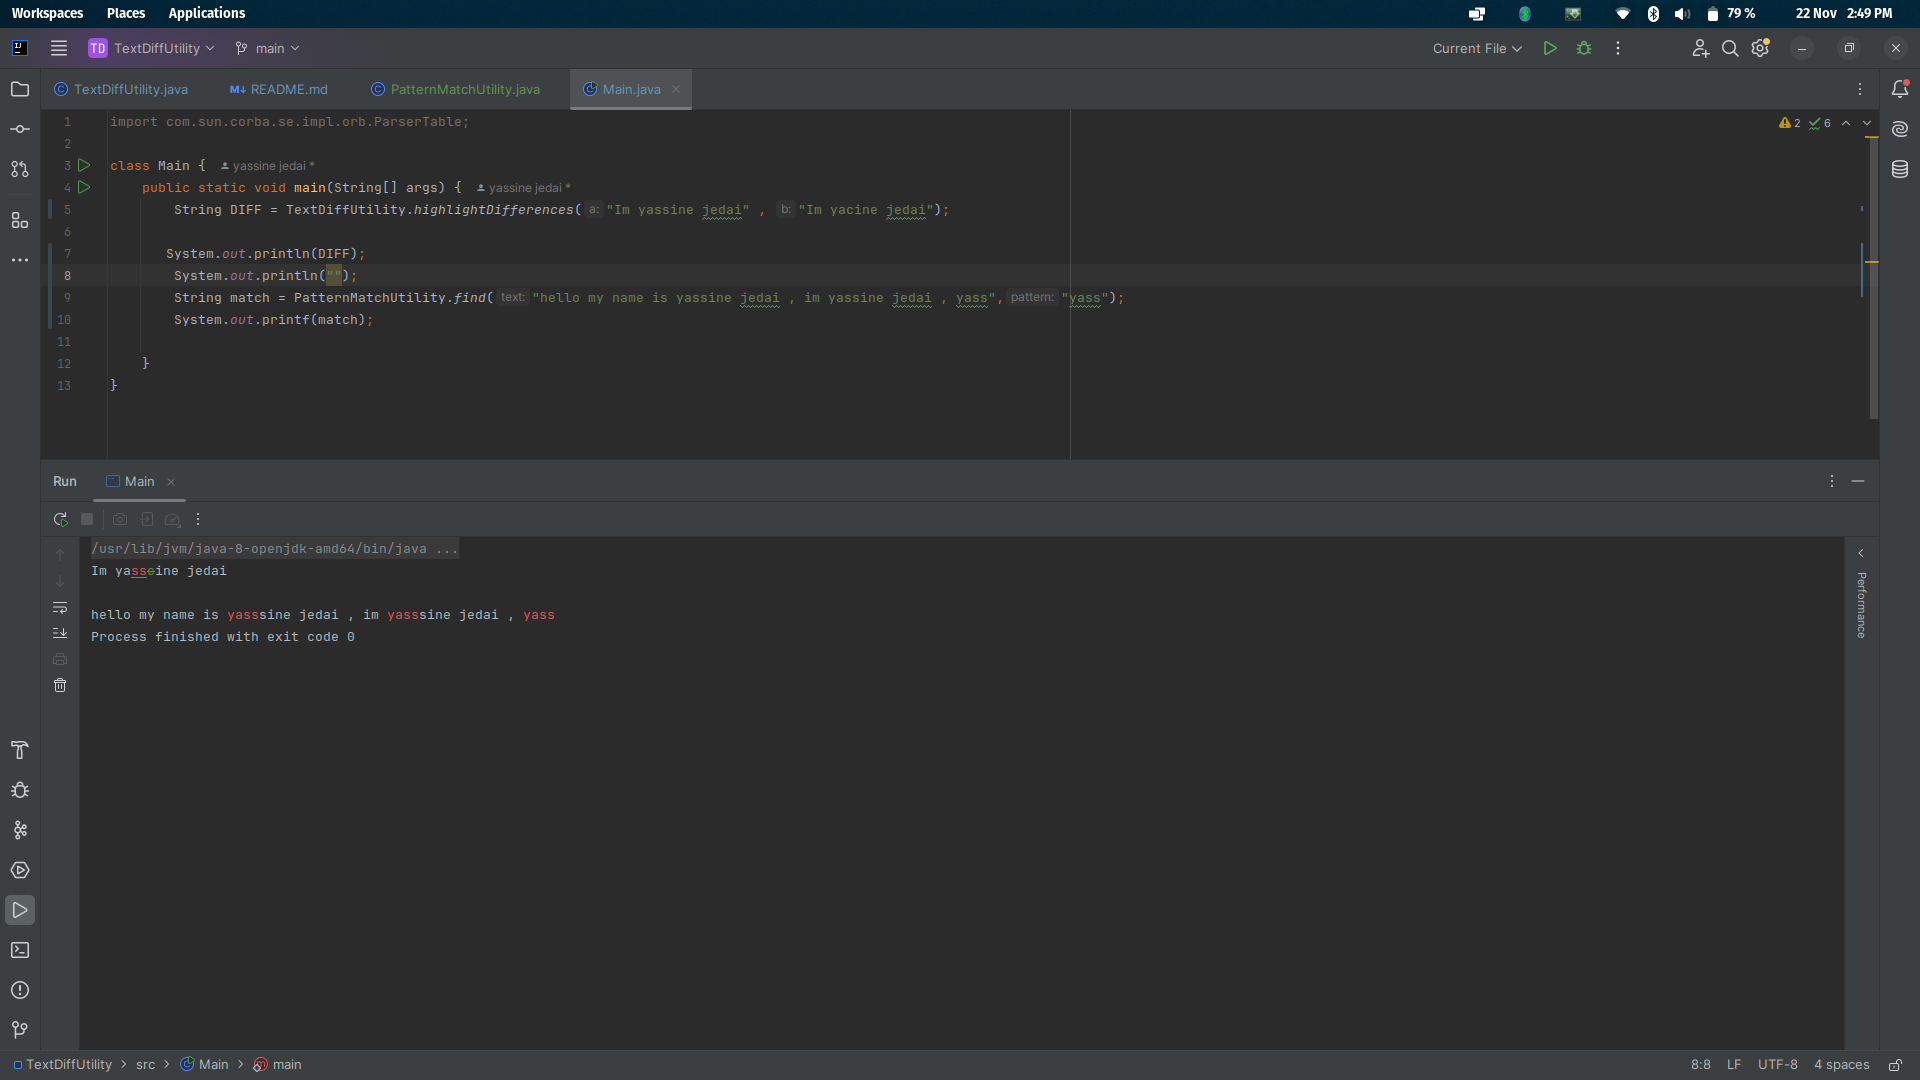 Workspaces Places Applications 79 % 22 Nov 2:49 PM
TD TextDiffUtility main Current File
TextDiffUtility.java README.md PatternMatchUtility.java Main.java
1 import com.sun.corba.se.impl.orb.ParserTable; 2 6
2
3 class Main { yassine jedai *
4 public static void main(String[] args) { yassine jedai *
5 String DIFF = TextDiffUtility.highlightDifferences( a: "Im yassine jedai" , b: "Im yacine jedai");
6
7 System.out.println(DIFF);
8 System.out.println("");
9 String match = PatternMatchUtility.find( text: "hello my name is yassine jedai , im yassine jedai , yass", pattern: "yass");
10 System.out.printf(match);
11
12 }
13 }
Run Main
/usr/lib/jvm/java-8-openjdk-amd64/bin/java ...
Performance
hello my name is yasssine jedai , im yasssine jedai , yass
Process finished with exit code 0
TextDiffUtility > src > Main > main 8:8 LF UTF-8 4 spaces